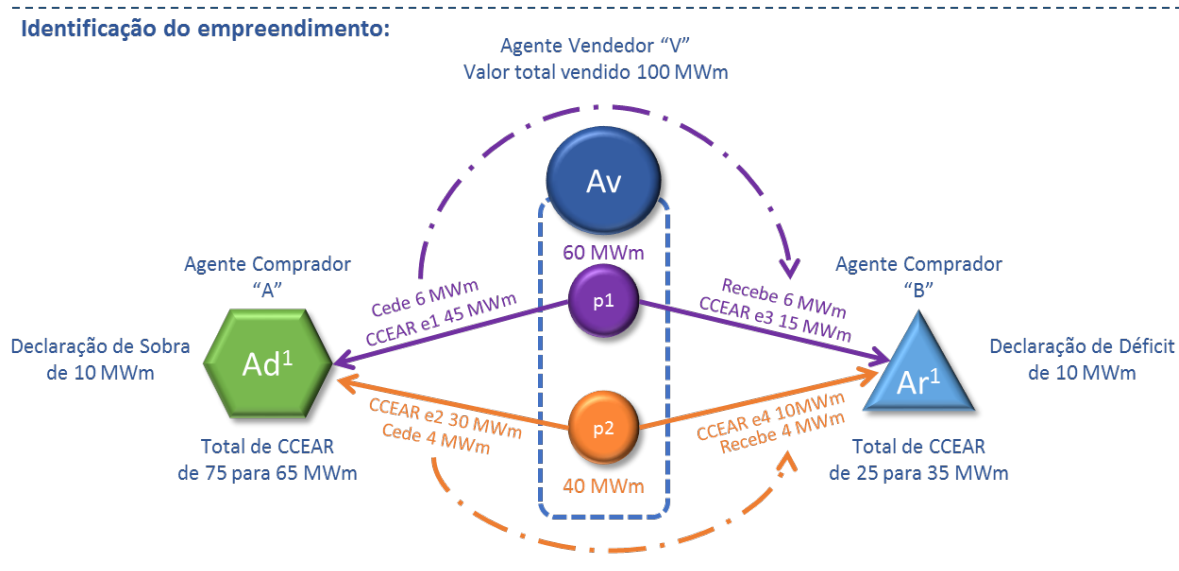 Identificação do empreendimento:
Agente Vendedor “V”
Valor total vendido 100 MWm
Av
60 MWm
Agente Comprador
“A”
Cede 6 MWm
CCEAR e1 45 MWm
p1
Recebe 6 MWm
CCEAR e3 15 MWm
Agente Comprador
“B”
Declaração de Sobra
de 10 MWm
Ad¹
Ar¹
Declaração de Déficit
de 10 MWm
CCEAR e2 30 MWm
Cede 4 MWm
p2
CCEAR e4 10MWm
Recebe 4 MWm
Total de CCEAR
de 75 para 65 MWm
40 MWm
Total de CCEAR
de 25 para 35 MWm